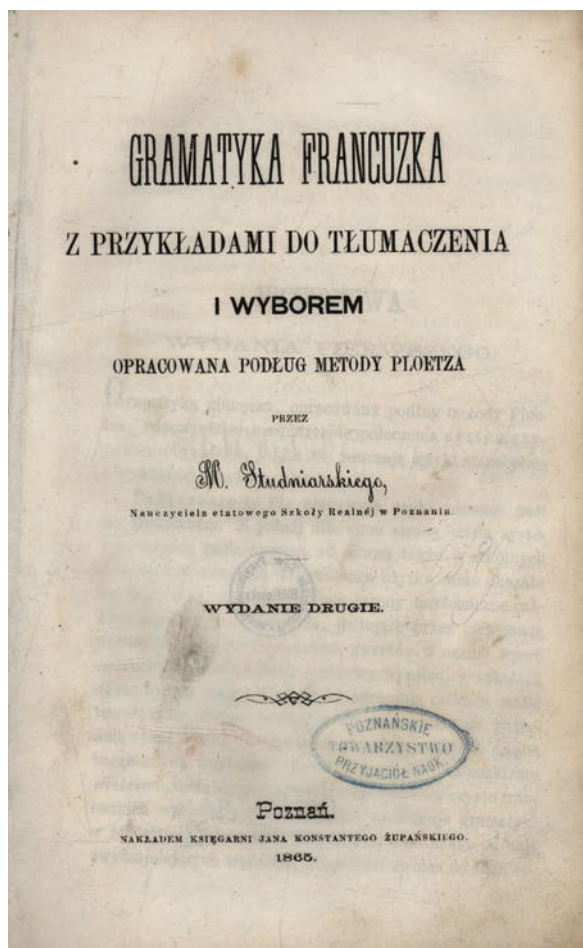 GRAMATYKA FRANCUZKA
Z PRZYKŁADAMI DO TŁUMACZENIA
I WYBOREM
OPRACOWANA PODŁUG METODY PLOETZA
PRZEZ
M. Studniarskiego,
Nauczyciela etatowego Szkoły Realnéj w Poznaniu.
WYDANIE DRUGIE.
POZNAŃSKIE
TOWARZYSTWO
PRZYJACIÓŁ NAUK
Poznań.
NAKŁADEM KSIĘGARNI JANA KONSTANTEGO ŻUPAŃSKIEGO.
1865.